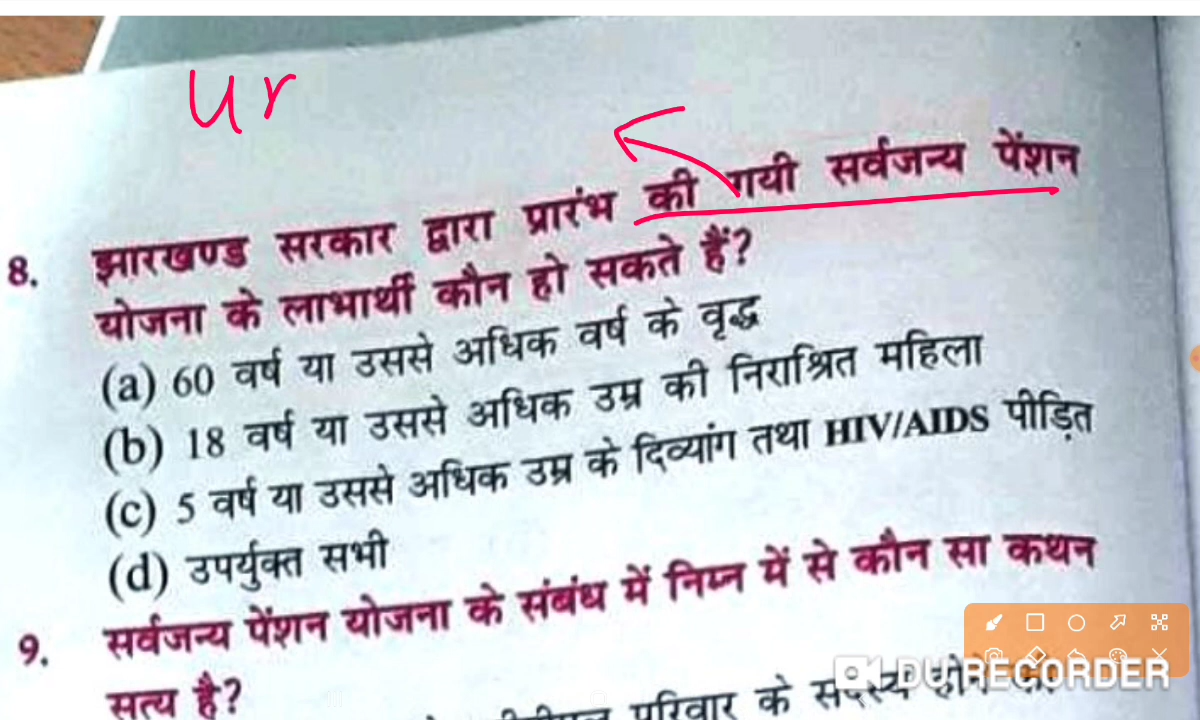 ur
8. झारखण्ड सरकार द्वारा प्रारंभ की गयी सर्वजन्य पेंशन
योजना के लाभार्थी कौन हो सकते हैं?
(a) 60 वर्ष या उससे अधिक वर्ष के वृद्ध
(b) 18 वर्ष या उससे अधिक उम्र की निराश्रित महिला
(c) 5 वर्ष या उससे अधिक उम्र के दिव्यांग तथा HIV/AIDS पीड़ित
(d) उपर्युक्त सभी
9. सर्वजन्य पेंशन योजना के संबंध में निम्न में से कौन सा कथन
सत्य है?
परिवार के सदस्य होने
DU RECORDER